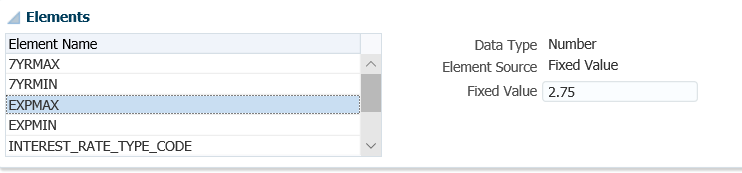 Elements
Element Name
7YRMAX
7YRMIN
EXPMAX
EXPMIN
INTEREST_RATE_TYPE_CODE
Data Type Number
Element Source Fixed Value
Fixed Value 2.75